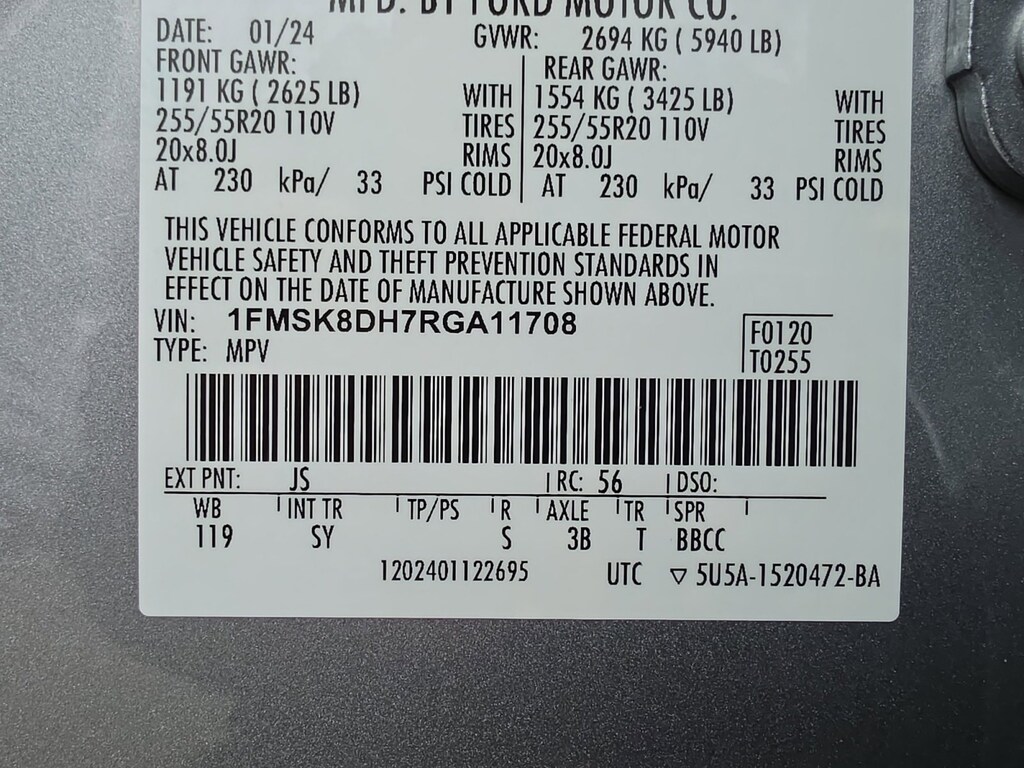 MFD. BY FORD MOTOR CO.
DATE: 01/24 GVWR: 2694 KG ( 5940 LB)
FRONT GAWR: REAR GAWR:
1191 KG ( 2625 LB) WITH 1554 KG ( 3425 LB) WITH
255/55R20 110V TIRES 255/55R20 110V TIRES
20x8.0J RIMS 20x8.0J RIMS
AT 230 kPa/ 33 PSI COLD AT 230 kPa/ 33 PSI COLD
THIS VEHICLE CONFORMS TO ALL APPLICABLE FEDERAL MOTOR
VEHICLE SAFETY AND THEFT PREVENTION STANDARDS IN
EFFECT ON THE DATE OF MANUFACTURE SHOWN ABOVE.
VIN: 1FMSK8DH7RGA11708 F0120
TYPE: MPV T0255
EXT PNT: JS RC: 56 DSO:
WB INT TR TP/PS R AXLE TR SPR
119 SY S 3B T BBCC
1202401122695 UTC ▽ 5U5A-1520472-BA